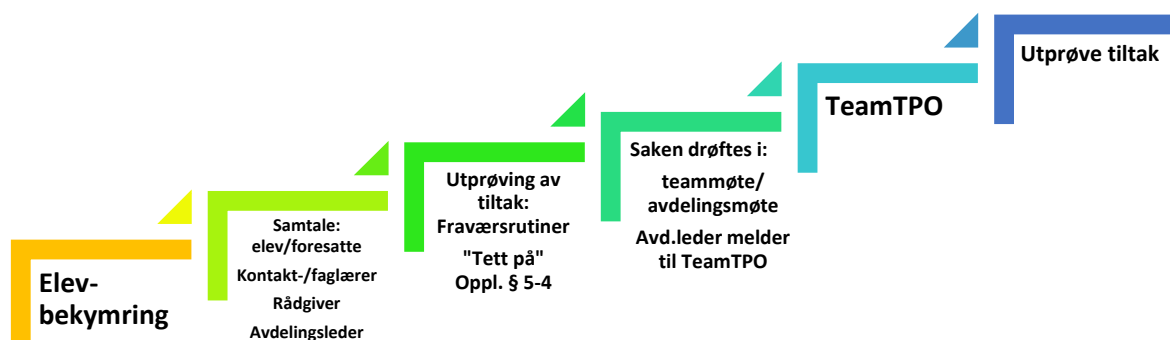 Elev-
bekymring
Samtale:
elev/foresatte
Kontakt-/faglærer
Rådgiver
Avdelingsleder
Utprøving av
tiltak:
Fraværsrutiner
"Tett på"
Oppl. § 5-4
Saken drøftes i:
teammøte/
avdelingsmøte
Avd.leder melder
til TeamTPO
TeamTPO
Utprøve tiltak